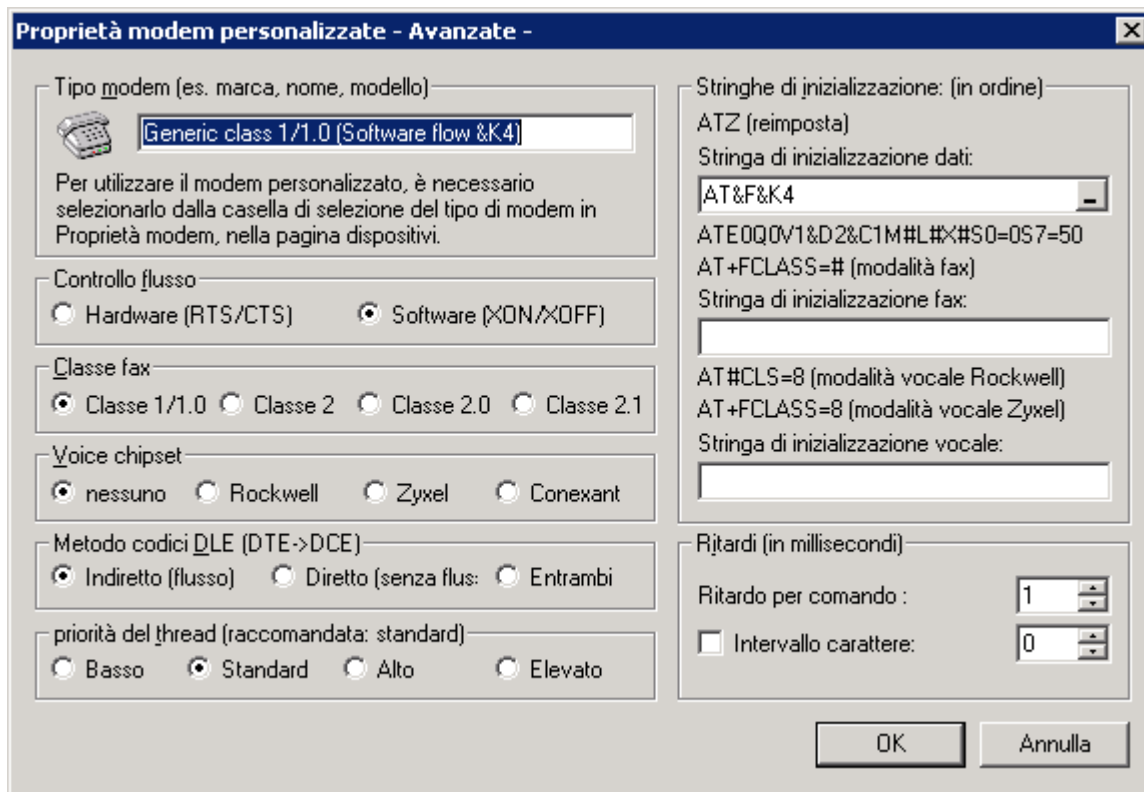 Proprietà modem personalizzate - Avanzate -
Tipo modem (es. marca, nome, modello)
Generic class 1/1.0 (Software flow &K4)
Per utilizzare il modem personalizzato, è necessario
selezionarlo dalla casella di selezione del tipo di modem in
Proprietà modem, nella pagina dispositivi.
Controllo flusso
Hardware (RTS/CTS) Software (XON/XOFF)
Classe fax
Classe 1/1.0 Classe 2 Classe 2.0 Classe 2.1
Voice chipset
nessuno Rockwell Zyxel Conexant
Metodo codici DLE (DTE->DCE)
Indiretto (flusso) Diretto (senza flus: Entrambi
priorità del thread (raccomandata: standard)
Basso Standard Alto Elevato
Stringhe di inizializzazione: (in ordine)
ATZ (reimposta)
Stringa di inizializzazione dati:
AT&F&K4
ATE0Q0V1&D2&C1M#L#X#S0=0S7=50
AT+FCLASS=# (modalità fax)
Stringa di inizializzazione fax:
AT#CLS=8 (modalità vocale Rockwell)
AT+FCLASS=8 (modalità vocale Zyxel)
Stringa di inizializzazione vocale:
Ritardi (in millisecondi)
Ritardo per comando : 1
Intervallo carattere: 0
OK Annulla